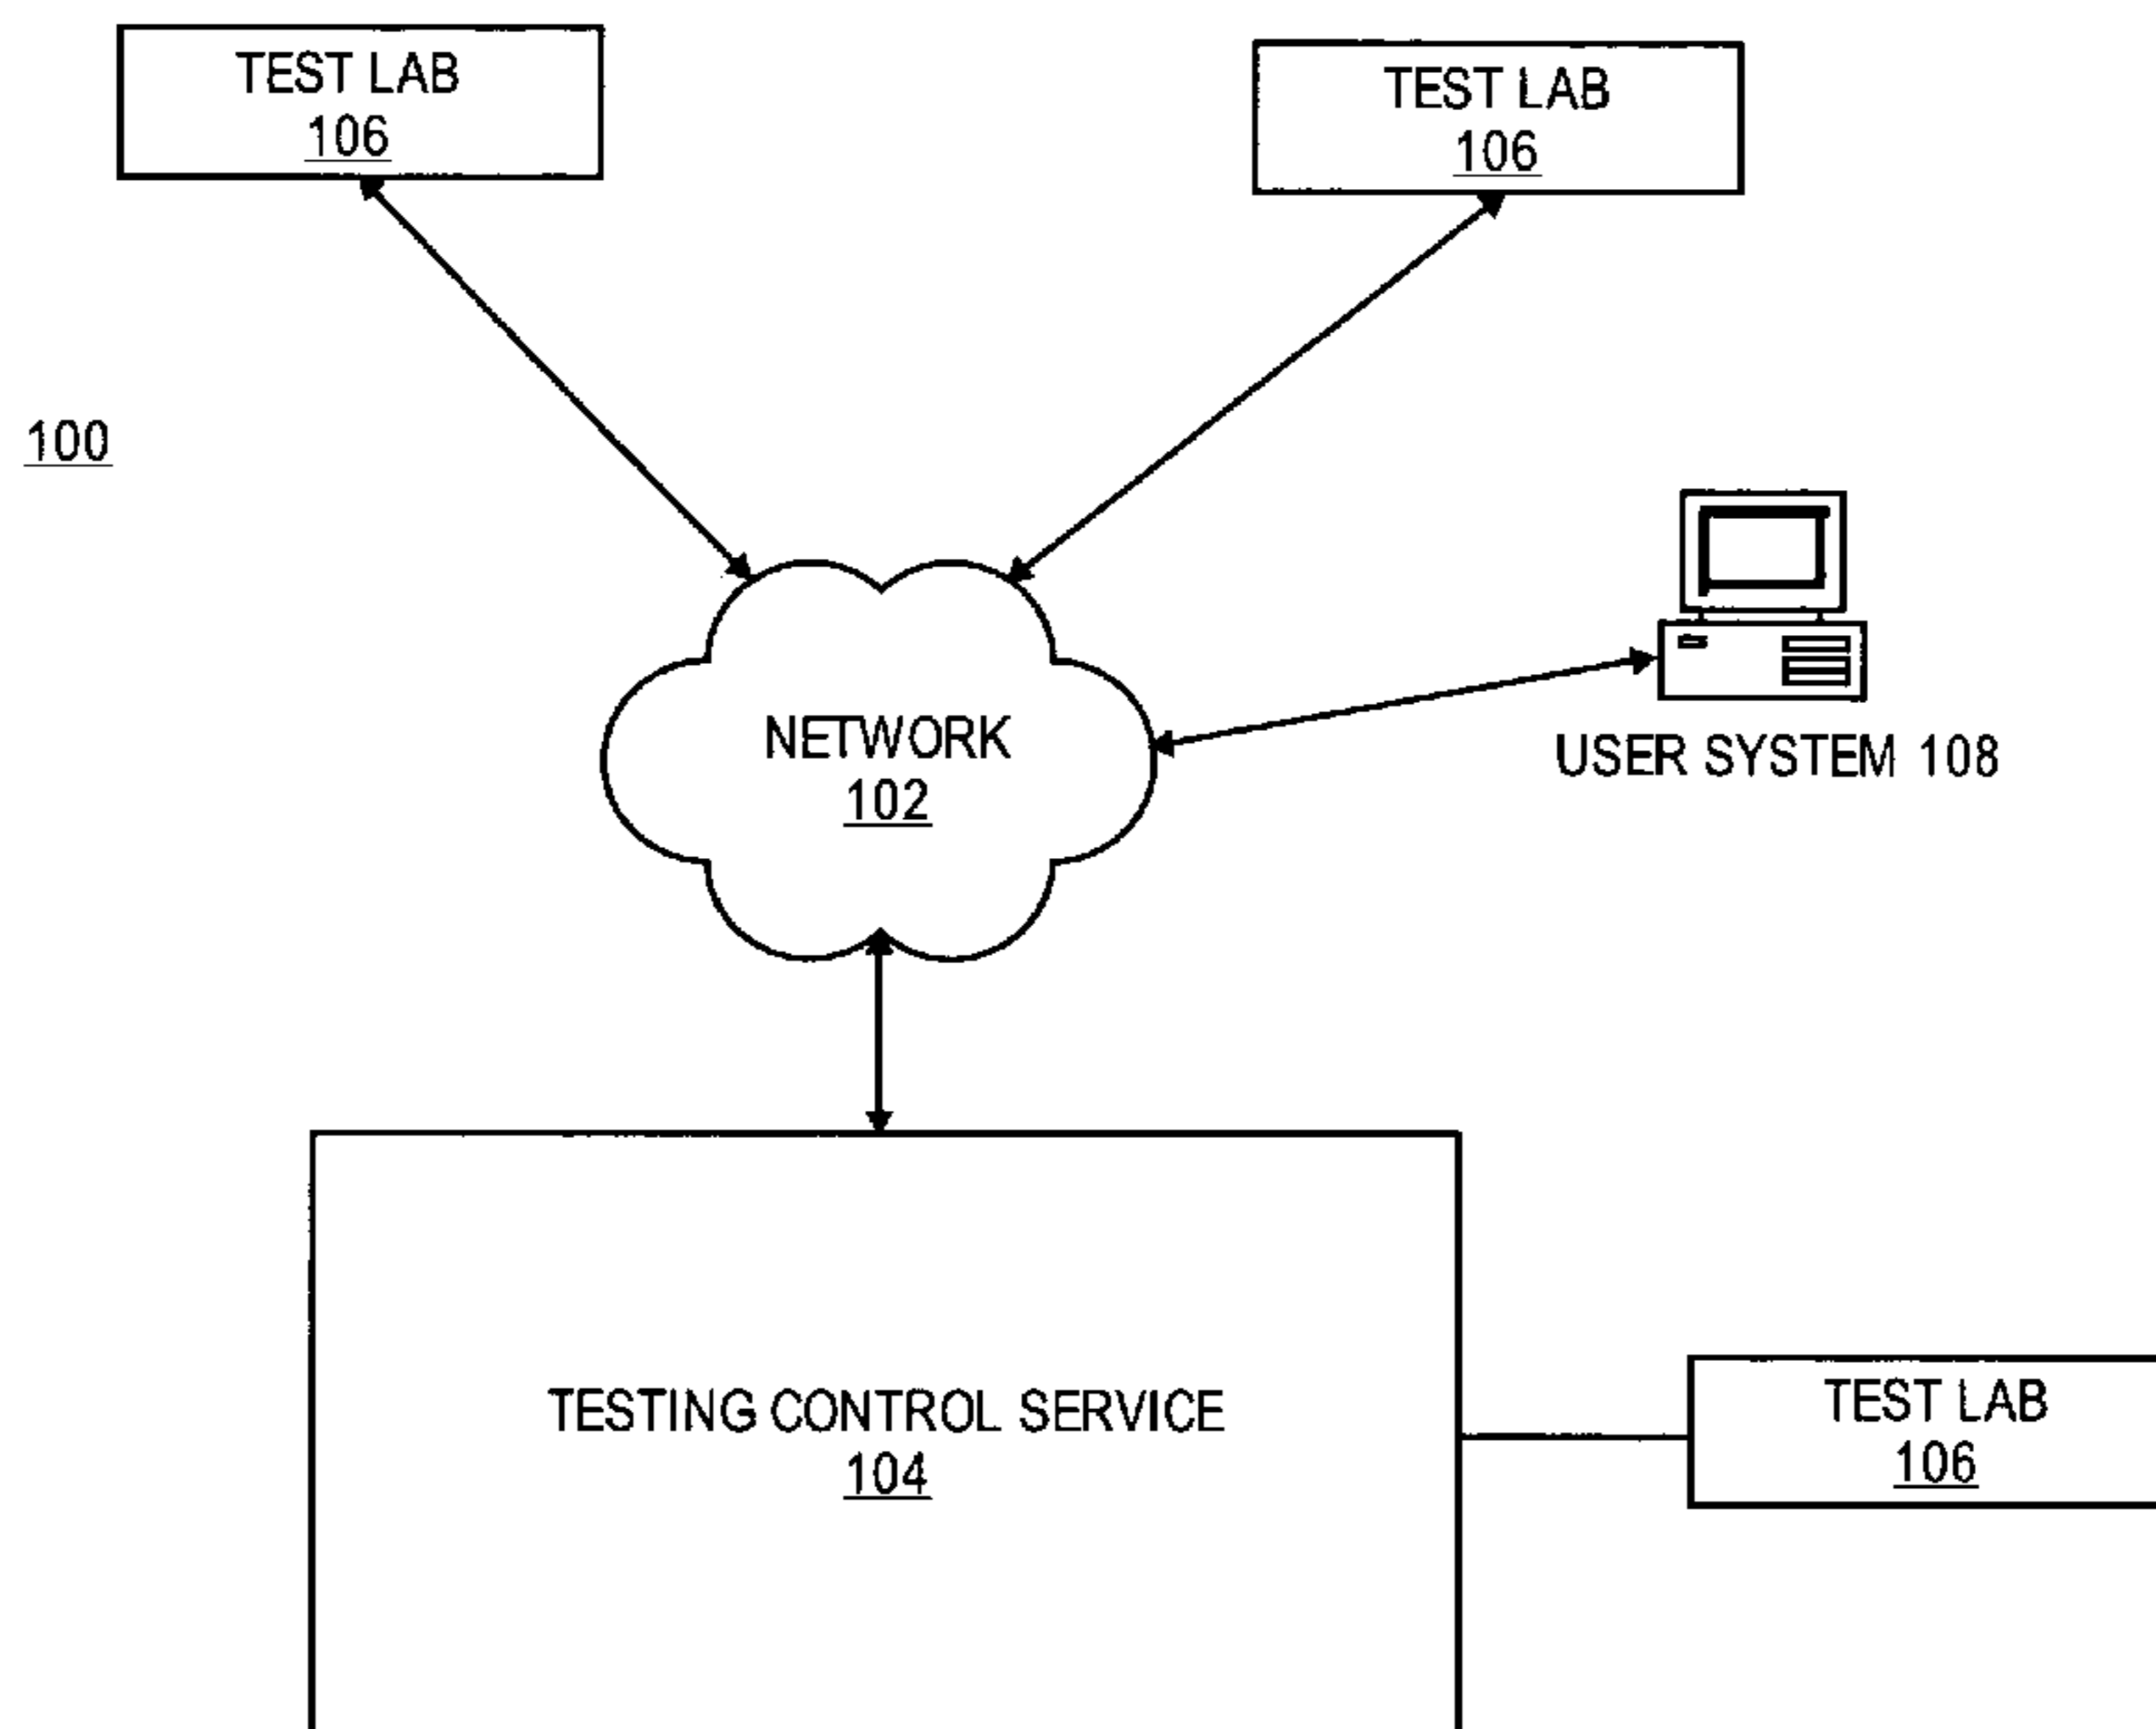 TEST LAB
106
TEST LAB
106
100
NETWORK
102
USER SYSTEM 108
TESTING CONTROL SERVICE
104
TEST LAB
106